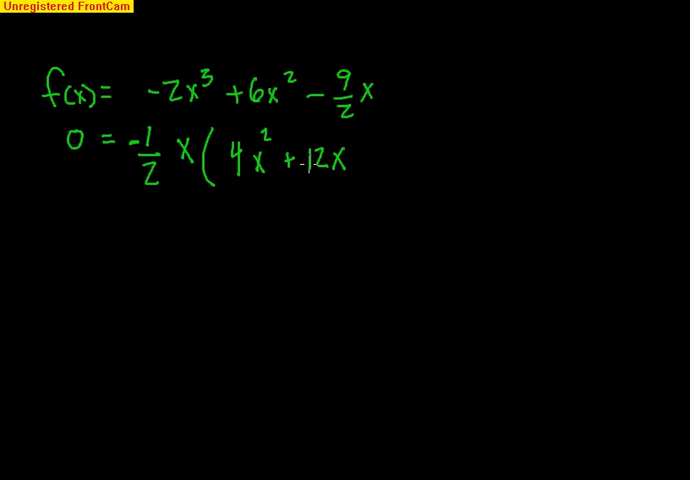 Unregistered FrontCam
f(x) = -2x³ + 6x² - 9/2 x
0 = -1/2 x ( 4x² + 12x